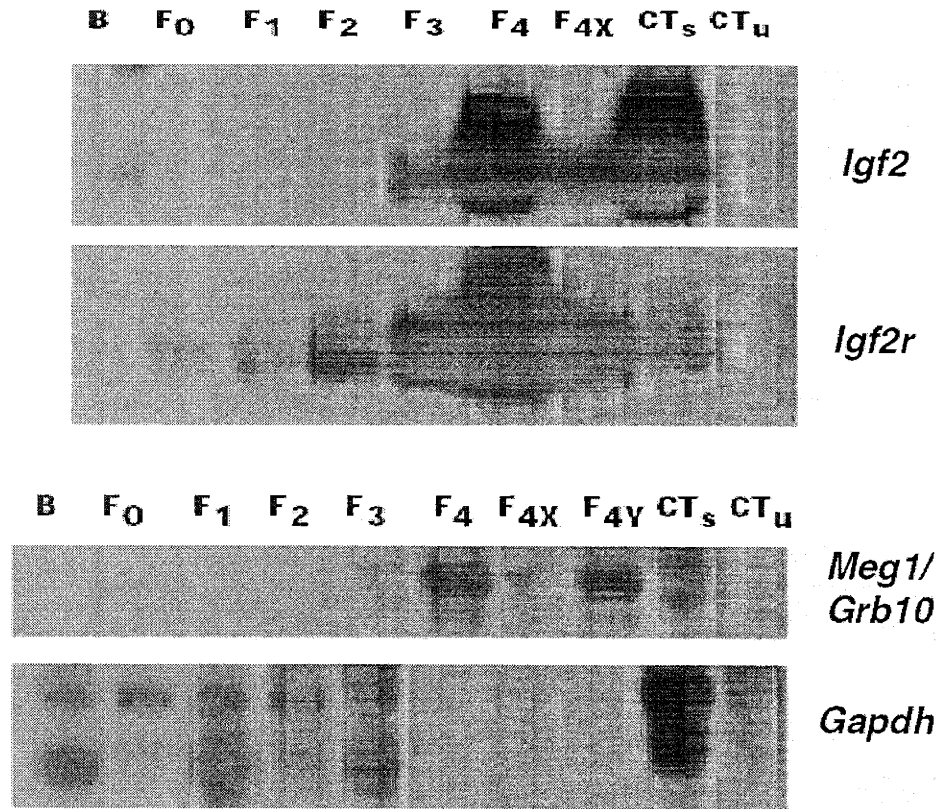 B F0 F1 F2 F3 F4 F4X CTs CTu
Igf2
Igf2r
B F0 F1 F2 F3 F4 F4X F4Y CTs CTu
Meg1/
Grb10
Gapdh